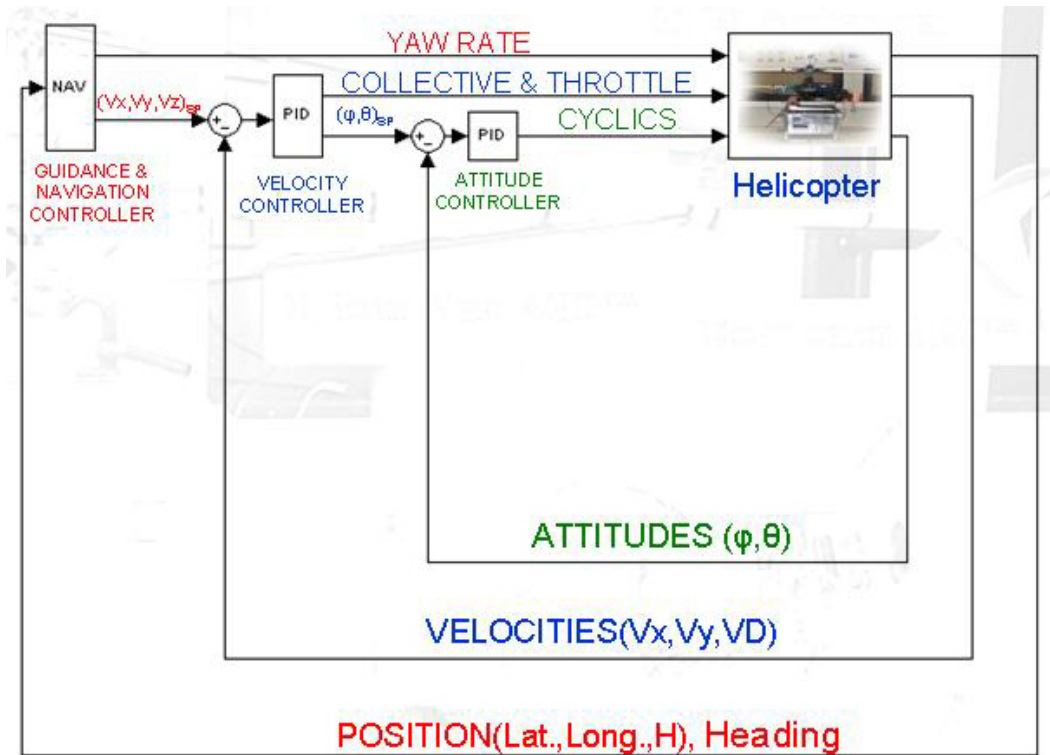 YAW RATE
NAV
COLLECTIVE & THROTTLE
(Vx,Vy,Vz)SP
+
-
PID
(φ,θ)SP
+
-
PID
CYCLICS
GUIDANCE &
NAVIGATION
CONTROLLER
VELOCITY
CONTROLLER
ATTITUDE
CONTROLLER
Helicopter
ATTITUDES (φ,θ)
VELOCITIES(Vx,Vy,VD)
POSITION(Lat.,Long.,H), Heading